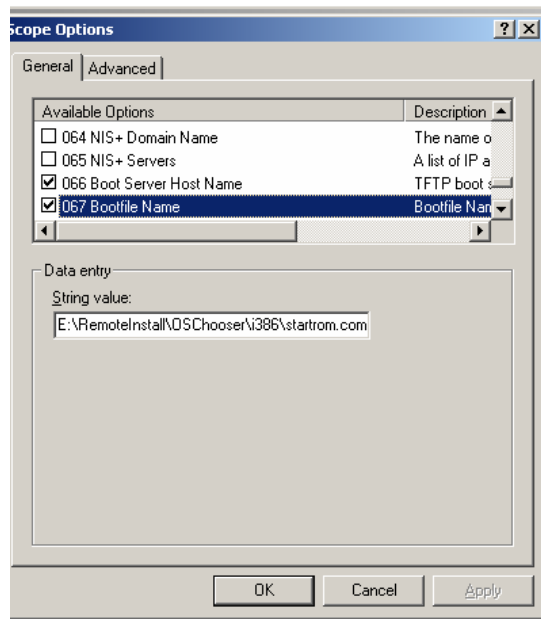 Scope Options
General Advanced
Available Options Description
064 NIS+ Domain Name The name o
065 NIS+ Servers A list of IP a
066 Boot Server Host Name TFTP boot s
067 Bootfile Name Bootfile Nan
Data entry
String value:
E:\RemoteInstall\OSChooser\i386\startrom.com
OK Cancel Apply